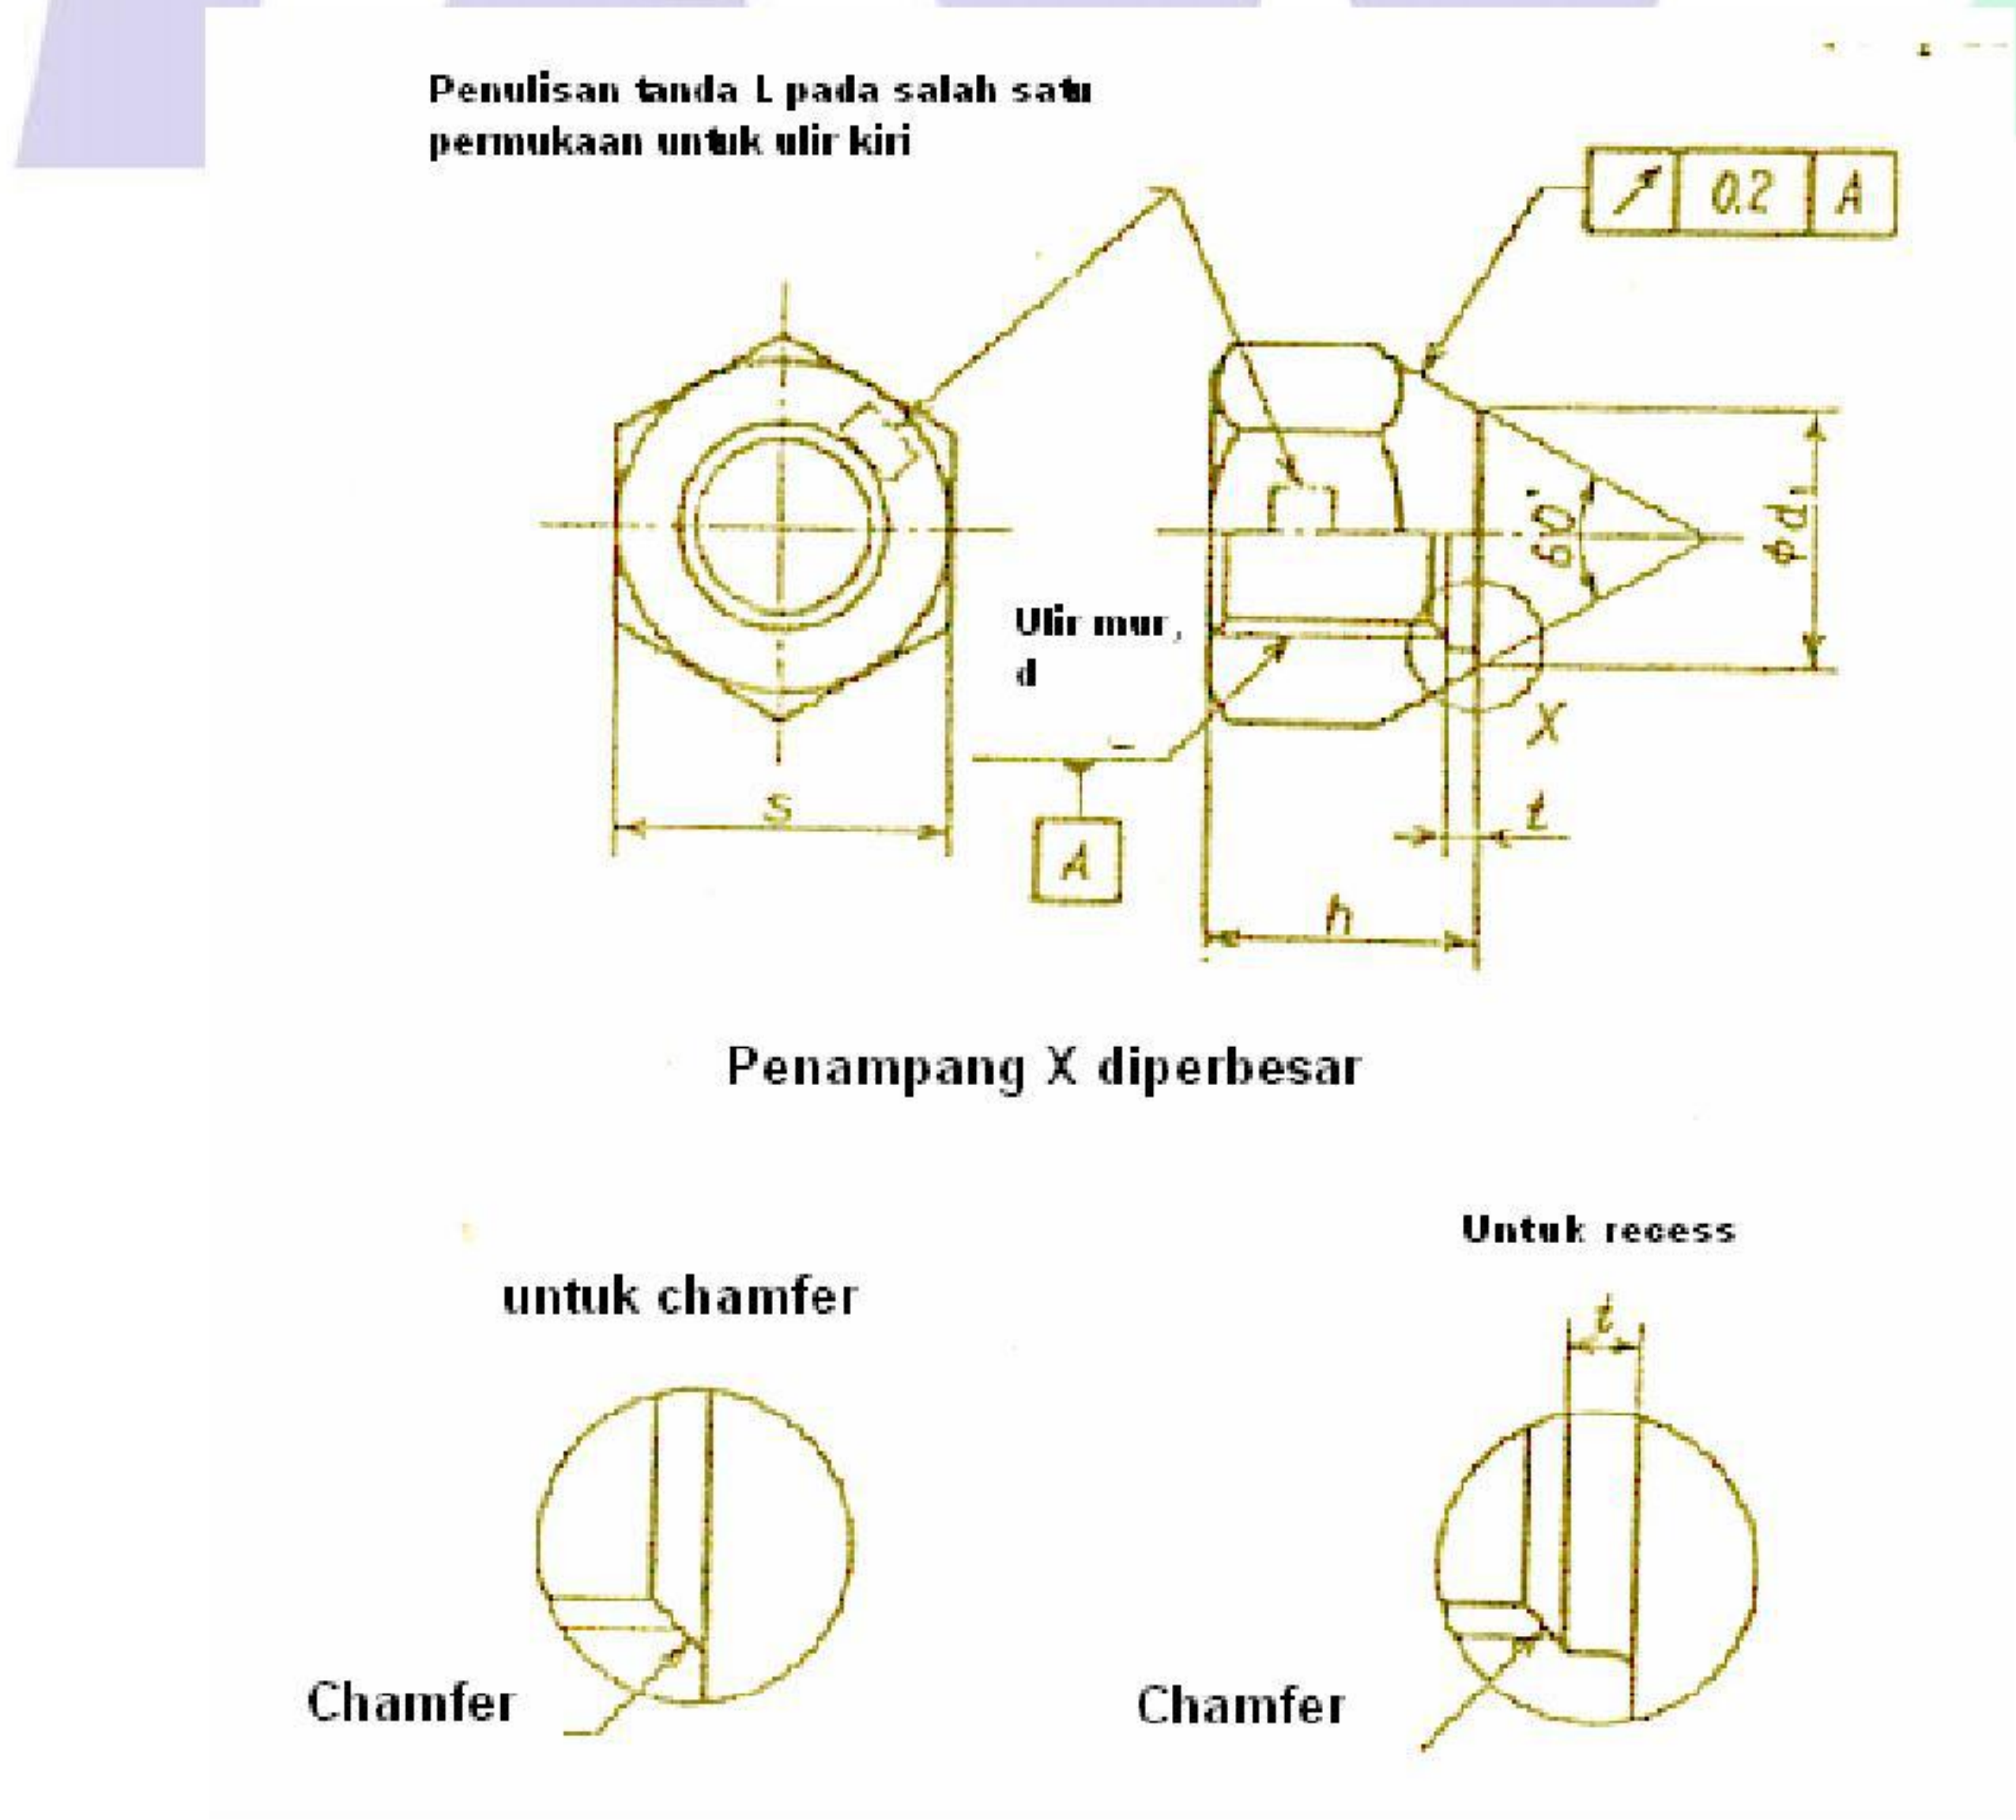 Penulisan tanda L pada salah satu
permukaan untuk ulir kiri
0.2 A
60°
φd₁
Ulir mur,
d
X
s
t
A
h
Penampang X diperbesar
Untuk recess
untuk chamfer
t
Chamfer
Chamfer